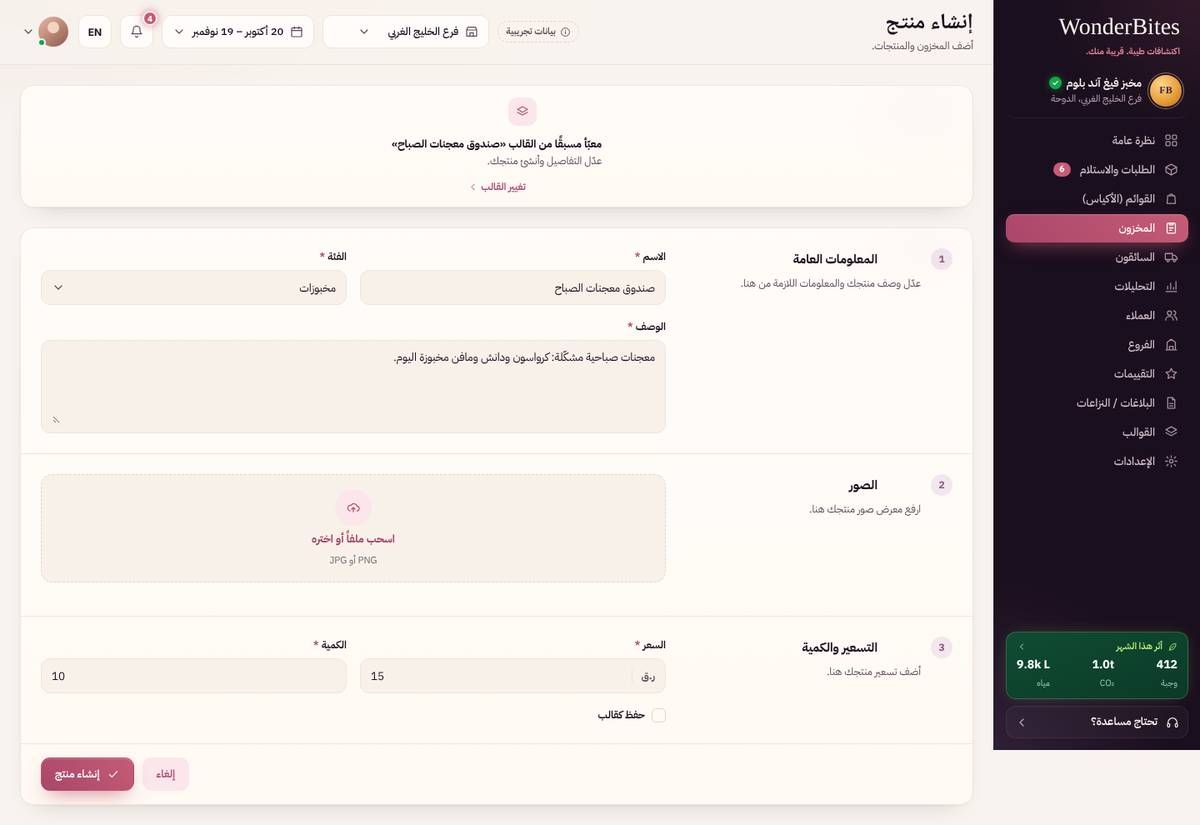 WonderBites
اكتشافات طيبة. قريبة منك.
FB
مخبز فيغ آند بلوم
فرع الخليج الغربي، الدوحة
نظرة عامة
الطلبات والاستلام 6
القوائم (الأكياس)
المخزون
السائقون
التحليلات
العملاء
الفروع
التقييمات
البلاغات / النزاعات
القوالب
الإعدادات
أثر هذا الشهر
412 1.0t 9.8k L
وجبة CO₂ مياه
تحتاج مساعدة؟
إنشاء منتج
أضف المخزون والمنتجات.
بيانات تجريبية
فرع الخليج الغربي
20 أكتوبر – 19 نوفمبر
4
EN
معبّأ مسبقًا من القالب «صندوق معجنات الصباح»
عدّل التفاصيل وأنشئ منتجك.
تغيير القالب
1 المعلومات العامة
عدّل وصف منتجك والمعلومات اللازمة من هنا.
الاسم *
صندوق معجنات الصباح
الفئة *
مخبوزات
الوصف *
معجنات صباحية مشكّلة: كرواسون ودانش ومافن مخبوزة اليوم.
2 الصور
ارفع معرض صور منتجك هنا.
اسحب ملفاً أو اختره
PNG أو JPG
3 التسعير والكمية
أضف تسعير منتجك هنا.
السعر *
ر.ق 15
الكمية *
10
حفظ كقالب
إلغاء
إنشاء منتج